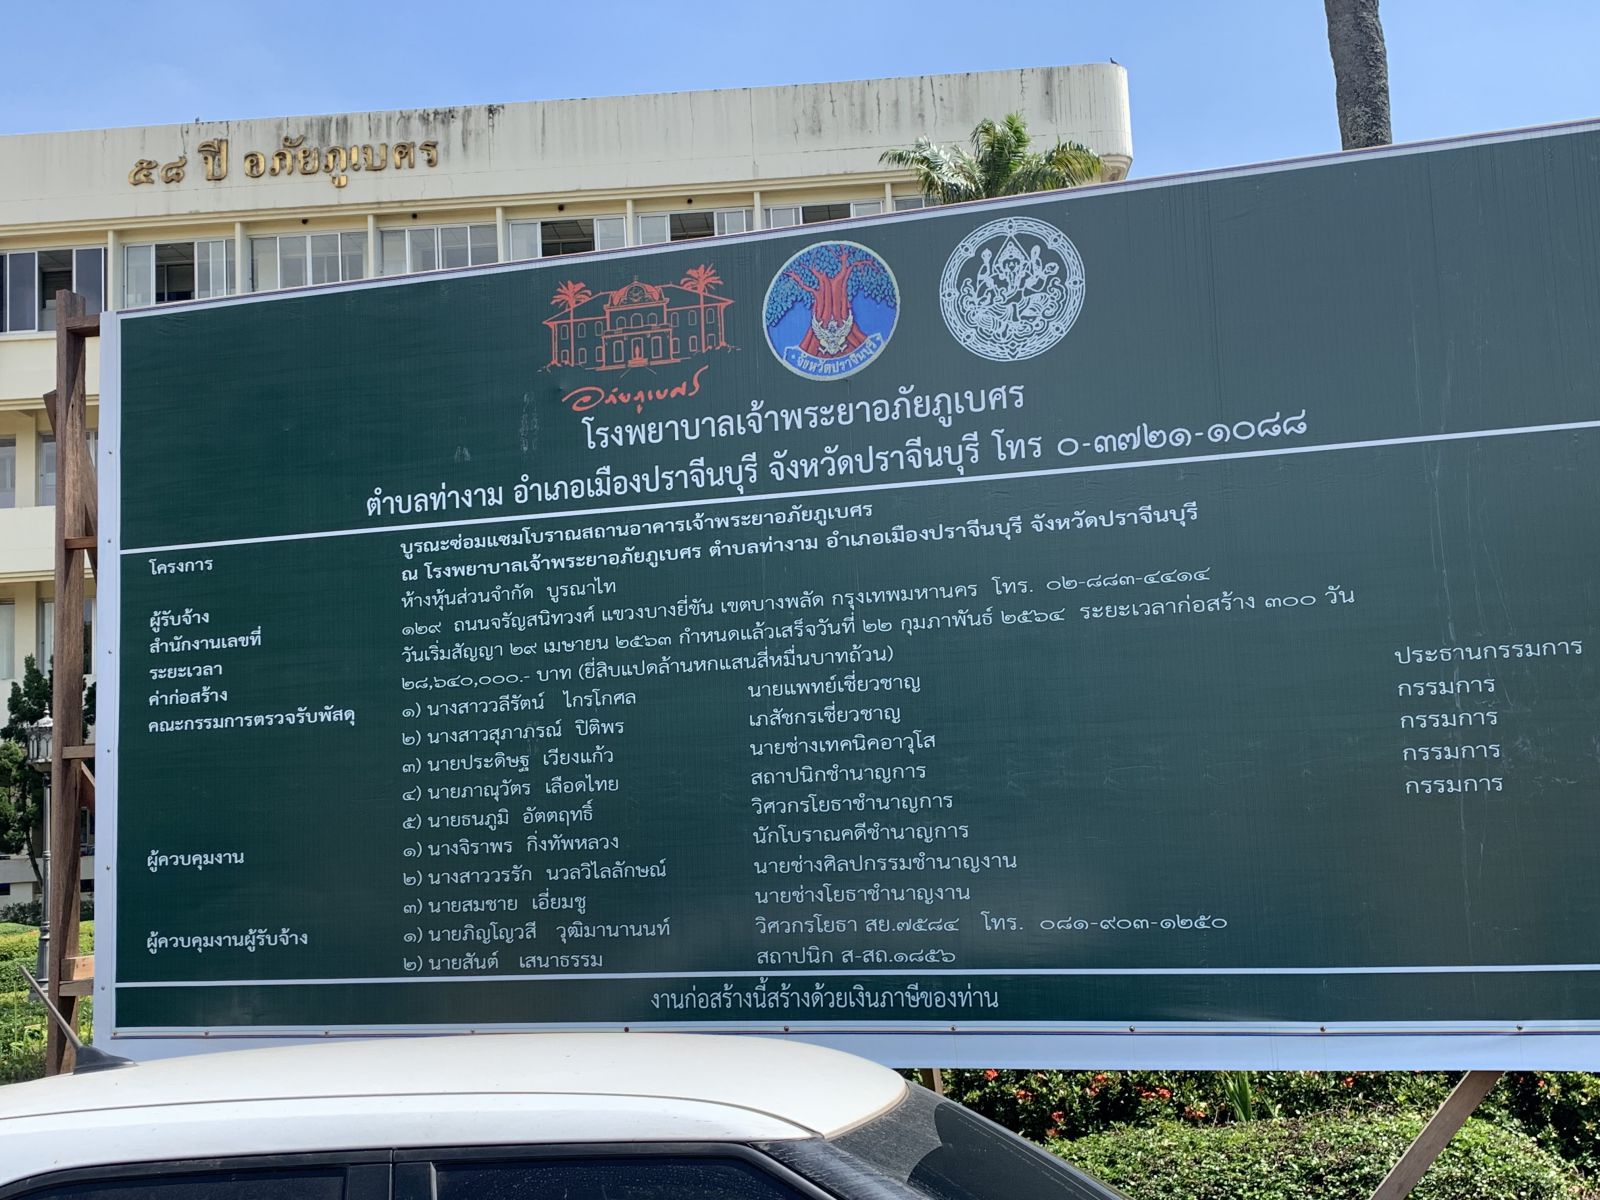 ๕๘ ปี อภัยภูเบศร
อภัยภูเบศร
จังหวัดปราจีนบุรี
โรงพยาบาลเจ้าพระยาอภัยภูเบศร
ตำบลท่างาม อำเภอเมืองปราจีนบุรี จังหวัดปราจีนบุรี โทร ๐-๓๗๒๑-๑๐๘๘
โครงการ บูรณะซ่อมแซมโบราณสถานอาคารเจ้าพระยาอภัยภูเบศร
ณ โรงพยาบาลเจ้าพระยาอภัยภูเบศร ตำบลท่างาม อำเภอเมืองปราจีนบุรี จังหวัดปราจีนบุรี
ผู้รับจ้าง ห้างหุ้นส่วนจำกัด บูรณาไท
สำนักงานเลขที่ ๑๒๙ ถนนจรัญสนิทวงศ์ แขวงบางยี่ขัน เขตบางพลัด กรุงเทพมหานคร โทร. ๐๒-๘๘๓-๔๔๑๔
ระยะเวลา วันเริ่มสัญญา ๒๙ เมษายน ๒๕๖๓ กำหนดแล้วเสร็จวันที่ ๒๒ กุมภาพันธ์ ๒๕๖๔ ระยะเวลาก่อสร้าง ๓๐๐ วัน
ค่าก่อสร้าง ๒๘,๖๔๐,๐๐๐.- บาท (ยี่สิบแปดล้านหกแสนสี่หมื่นบาทถ้วน)
คณะกรรมการตรวจรับพัสดุ ๑) นางสาววลีรัตน์ ไกรโกศล นายแพทย์เชี่ยวชาญ ประธานกรรมการ
๒) นางสาวสุภาภรณ์ ปิติพร เภสัชกรเชี่ยวชาญ กรรมการ
๓) นายประดิษฐ เวียงแก้ว นายช่างเทคนิคอาวุโส กรรมการ
๔) นายภาณุวัตร เลือดไทย สถาปนิกชำนาญการ กรรมการ
๕) นายธนภูมิ อัตตฤทธิ์ วิศวกรโยธาชำนาญการ กรรมการ
ผู้ควบคุมงาน ๑) นางจิราพร กิ่งทัพหลวง นักโบราณคดีชำนาญการ
๒) นางสาววรรัก นวลวิไลลักษณ์ นายช่างศิลปกรรมชำนาญงาน
๓) นายสมชาย เอี่ยมชู นายช่างโยธาชำนาญงาน
ผู้ควบคุมงานผู้รับจ้าง ๑) นายภิญโญวสี วุฒิมานานนท์ วิศวกรโยธา สย.๗๕๘๔ โทร. ๐๘๑-๙๐๓-๑๒๕๐
๒) นายสันต์ เสนาธรรม สถาปนิก ส-สถ.๑๘๕๖
งานก่อสร้างนี้สร้างด้วยเงินภาษีของท่าน